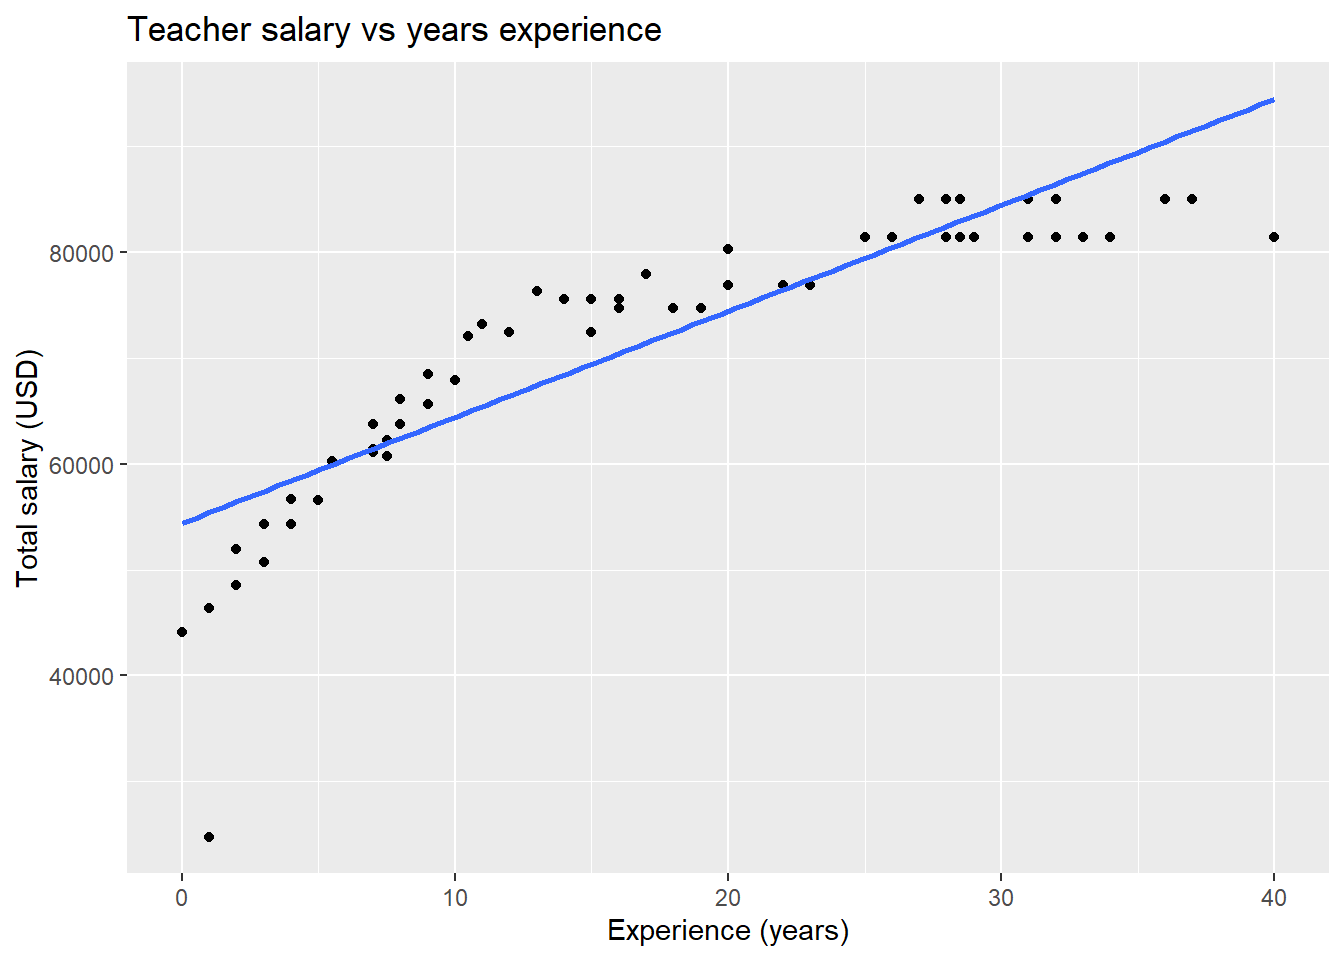 Teacher salary vs years experience
Total salary (USD)
80000
60000
40000
0 10 20 30 40
Experience (years)